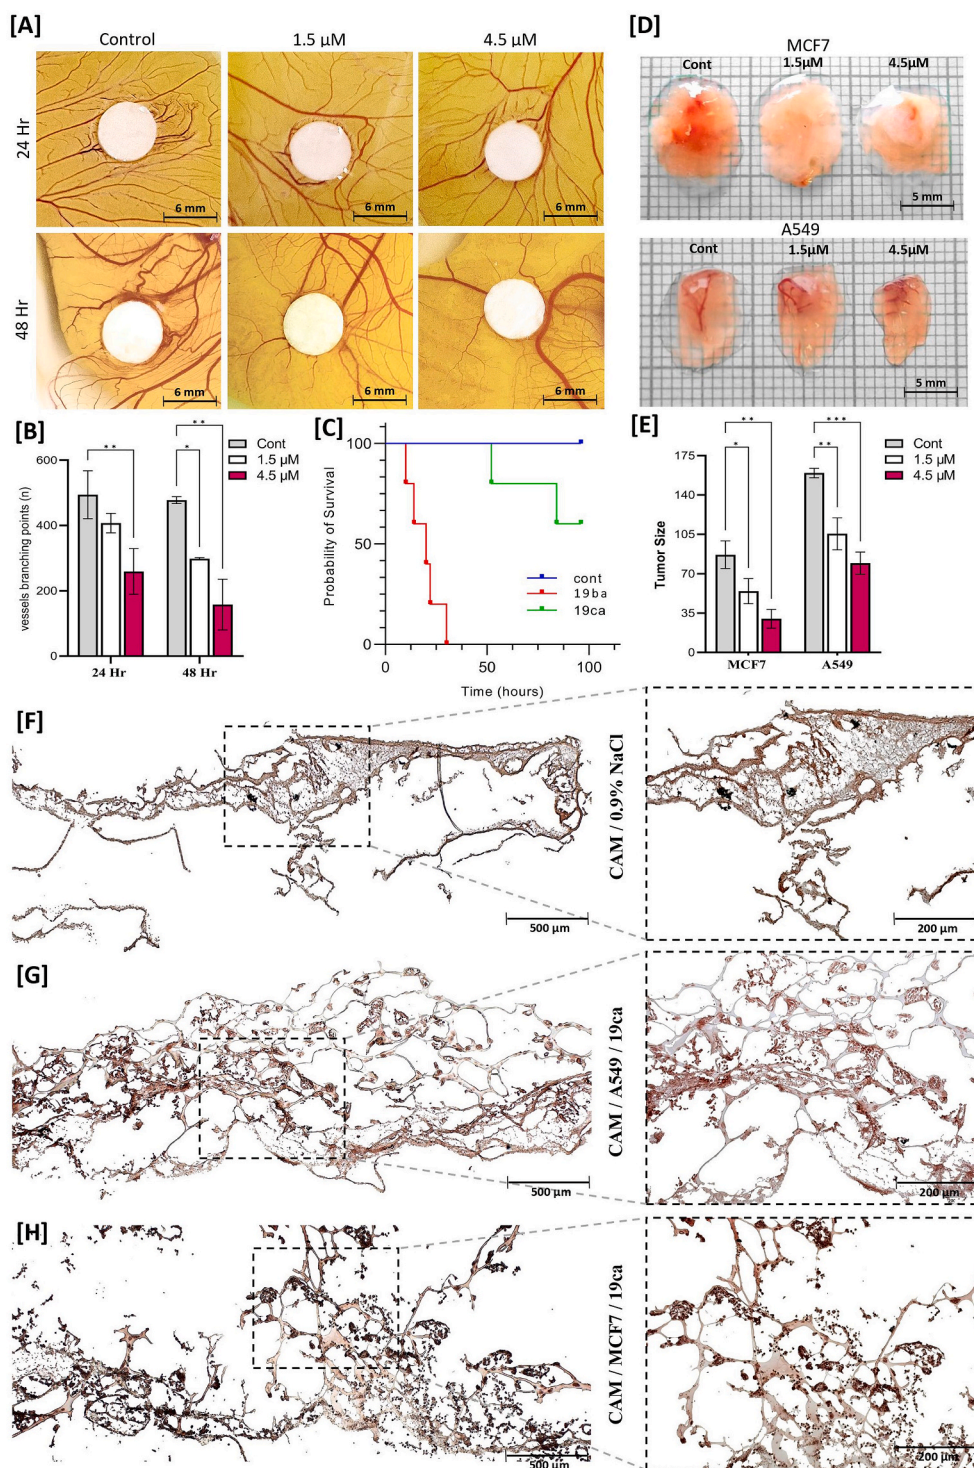 [A]
Control
1.5 µM
4.5 µM
24 Hr
6 mm
6 mm
6 mm
48 Hr
6 mm
6 mm
6 mm
[D]
MCF7
Cont
1.5µM
4.5µM
5 mm
A549
Cont
1.5µM
4.5µM
5 mm
[B]
Cont
1.5 µM
4.5 µM
**
**
*
vessels branching points (n)
600
400
200
0
24 Hr
48 Hr
[C]
Probability of Survival
100
50
0
cont
19ba
19ca
0
50
100
Time (hours)
[E]
Cont
1.5 µM
4.5 µM
**
*
***
**
Tumor Size
175
140
105
70
35
0
MCF7
A549
[F]
500 µm
CAM / 0,9% NaCl
200 µm
[G]
500 µm
CAM / A549 / 19ca
200 µm
[H]
500 µm
CAM / MCF7 / 19ca
200 µm